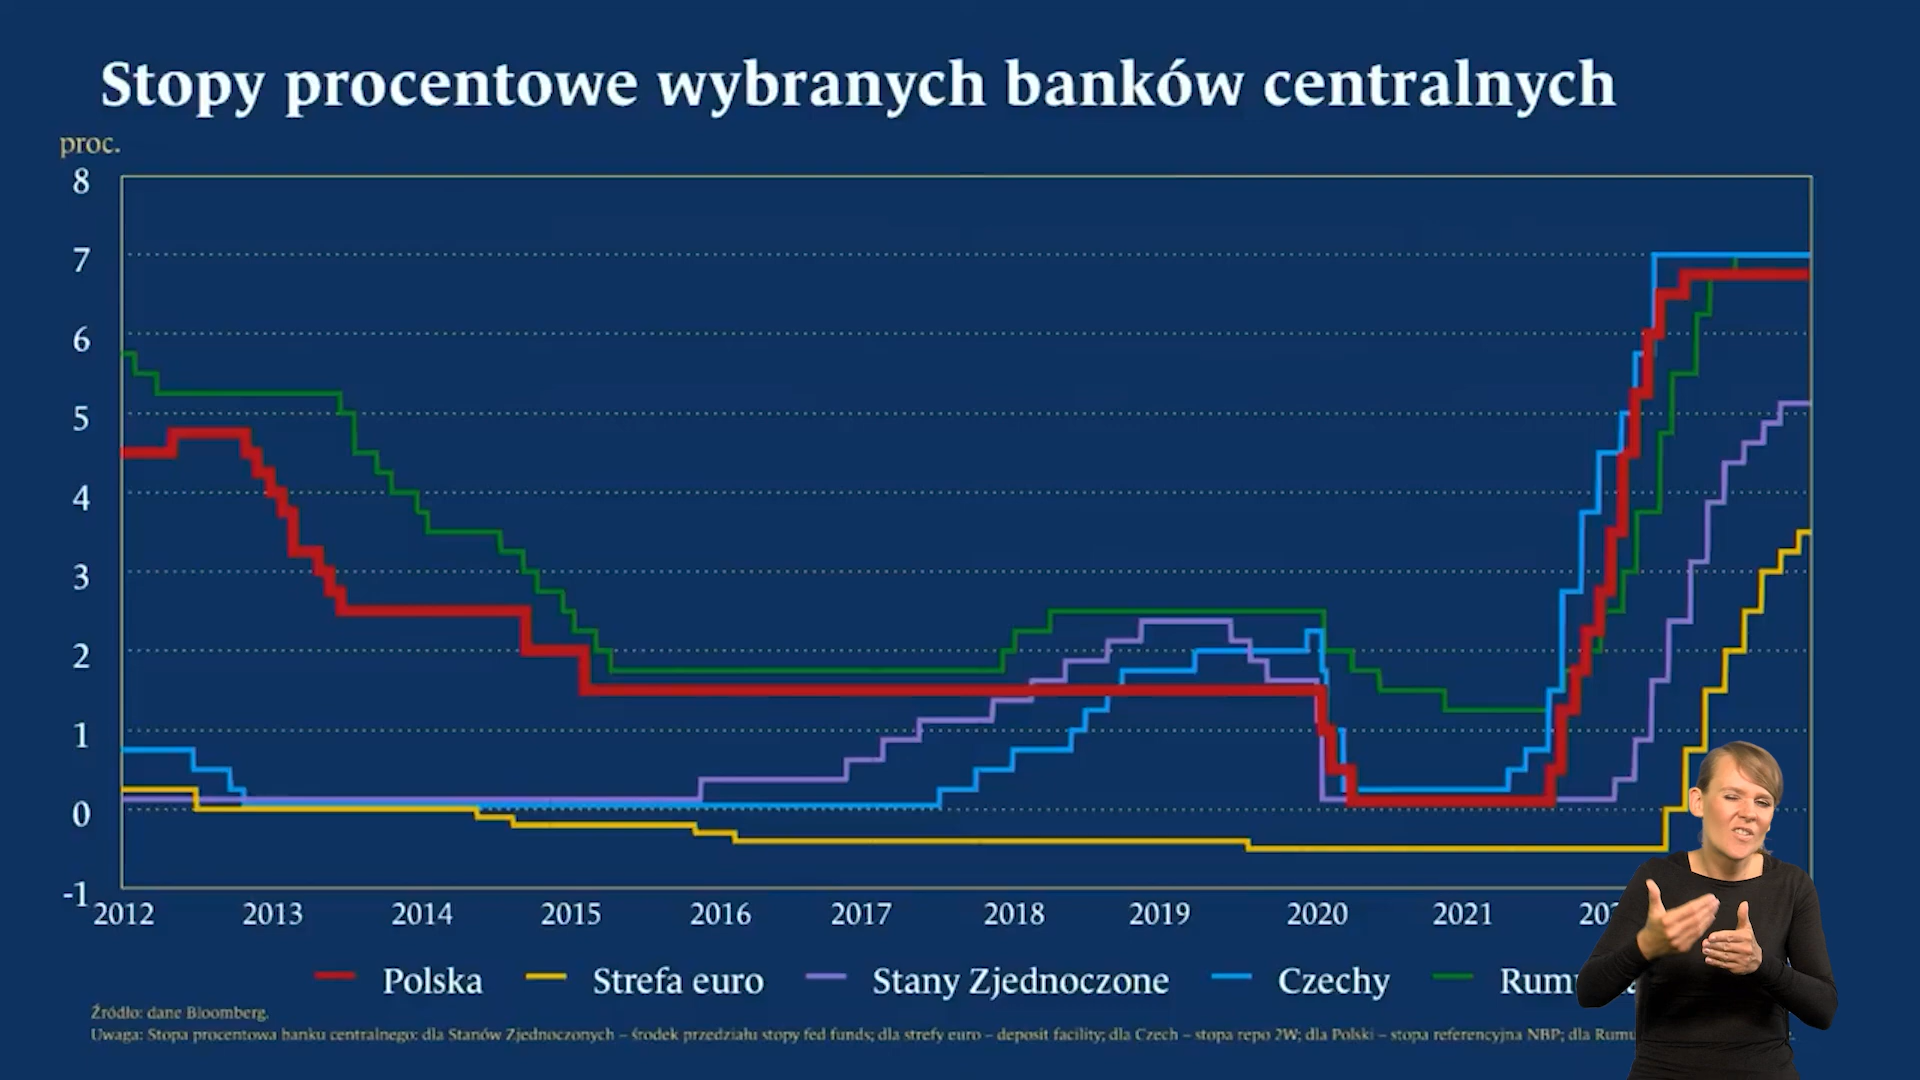 Stopy procentowe wybranych banków centralnych
proc.
8
7
6
5
4
3
2
1
0
-1
2012 2013 2014 2015 2016 2017 2018 2019 2020 2021
Polska Strefa euro Stany Zjednoczone Czechy
Źródło: dane Bloomberg.
Uwaga: Stopa procentowa banku centralnego: dla Stanów Zjednoczonych – środek przedziału stopy fed funds; dla strefy euro – deposit facility; dla Czech – stopa repo 2W; dla Polski – stopa referencyjna NBP; dla